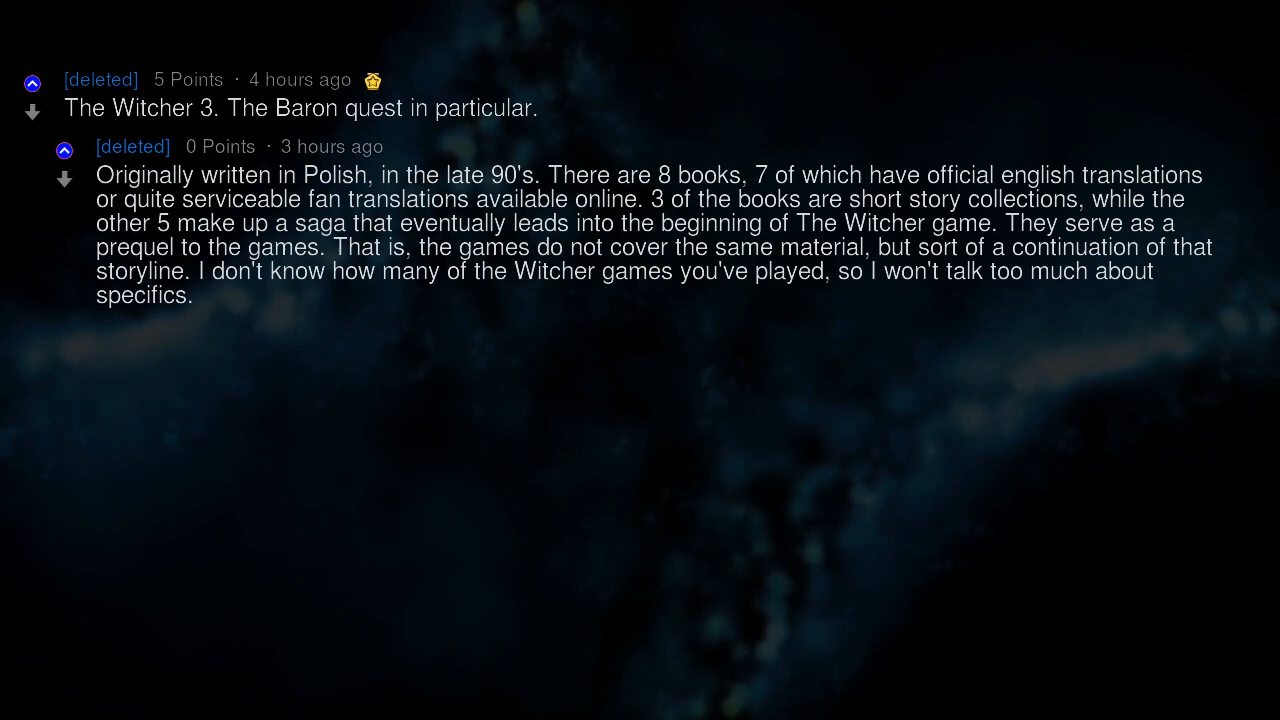 [deleted] 5 Points · 4 hours ago
The Witcher 3. The Baron quest in particular.
[deleted] 0 Points · 3 hours ago
Originally written in Polish, in the late 90's. There are 8 books, 7 of which have official english translations
or quite serviceable fan translations available online. 3 of the books are short story collections, while the
other 5 make up a saga that eventually leads into the beginning of The Witcher game. They serve as a
prequel to the games. That is, the games do not cover the same material, but sort of a continuation of that
storyline. I don't know how many of the Witcher games you've played, so I won't talk too much about
specifics.